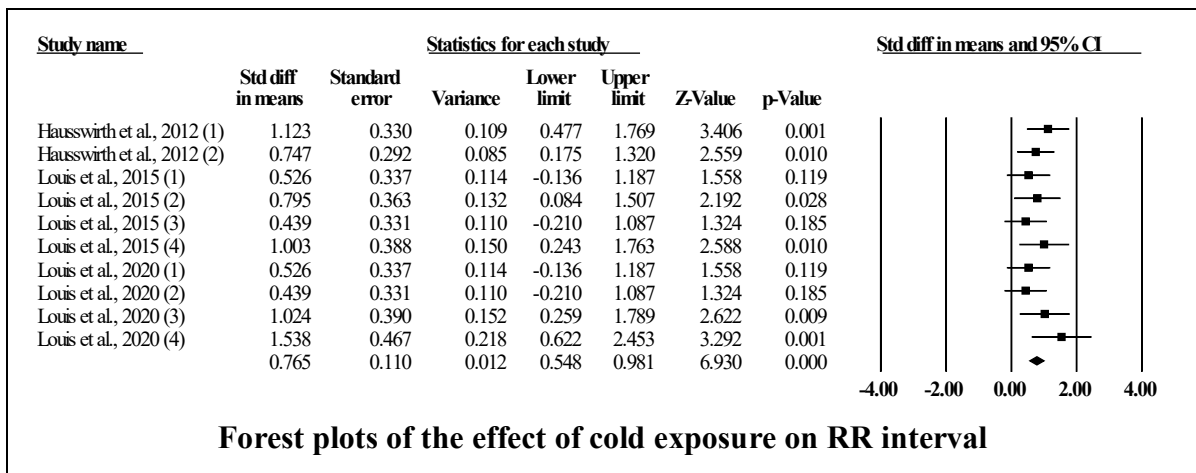 Study name Statistics for each study Std diff in means and 95% CI
Std diff Standard Lower Upper
in means error Variance limit limit Z-Value p-Value
Hausswirth et al., 2012 (1) 1.123 0.330 0.109 0.477 1.769 3.406 0.001
Hausswirth et al., 2012 (2) 0.747 0.292 0.085 0.175 1.320 2.559 0.010
Louis et al., 2015 (1) 0.526 0.337 0.114 -0.136 1.187 1.558 0.119
Louis et al., 2015 (2) 0.795 0.363 0.132 0.084 1.507 2.192 0.028
Louis et al., 2015 (3) 0.439 0.331 0.110 -0.210 1.087 1.324 0.185
Louis et al., 2015 (4) 1.003 0.388 0.150 0.243 1.763 2.588 0.010
Louis et al., 2020 (1) 0.526 0.337 0.114 -0.136 1.187 1.558 0.119
Louis et al., 2020 (2) 0.439 0.331 0.110 -0.210 1.087 1.324 0.185
Louis et al., 2020 (3) 1.024 0.390 0.152 0.259 1.789 2.622 0.009
Louis et al., 2020 (4) 1.538 0.467 0.218 0.622 2.453 3.292 0.001
0.765 0.110 0.012 0.548 0.981 6.930 0.000
-4.00 -2.00 0.00 2.00 4.00
Forest plots of the effect of cold exposure on RR interval